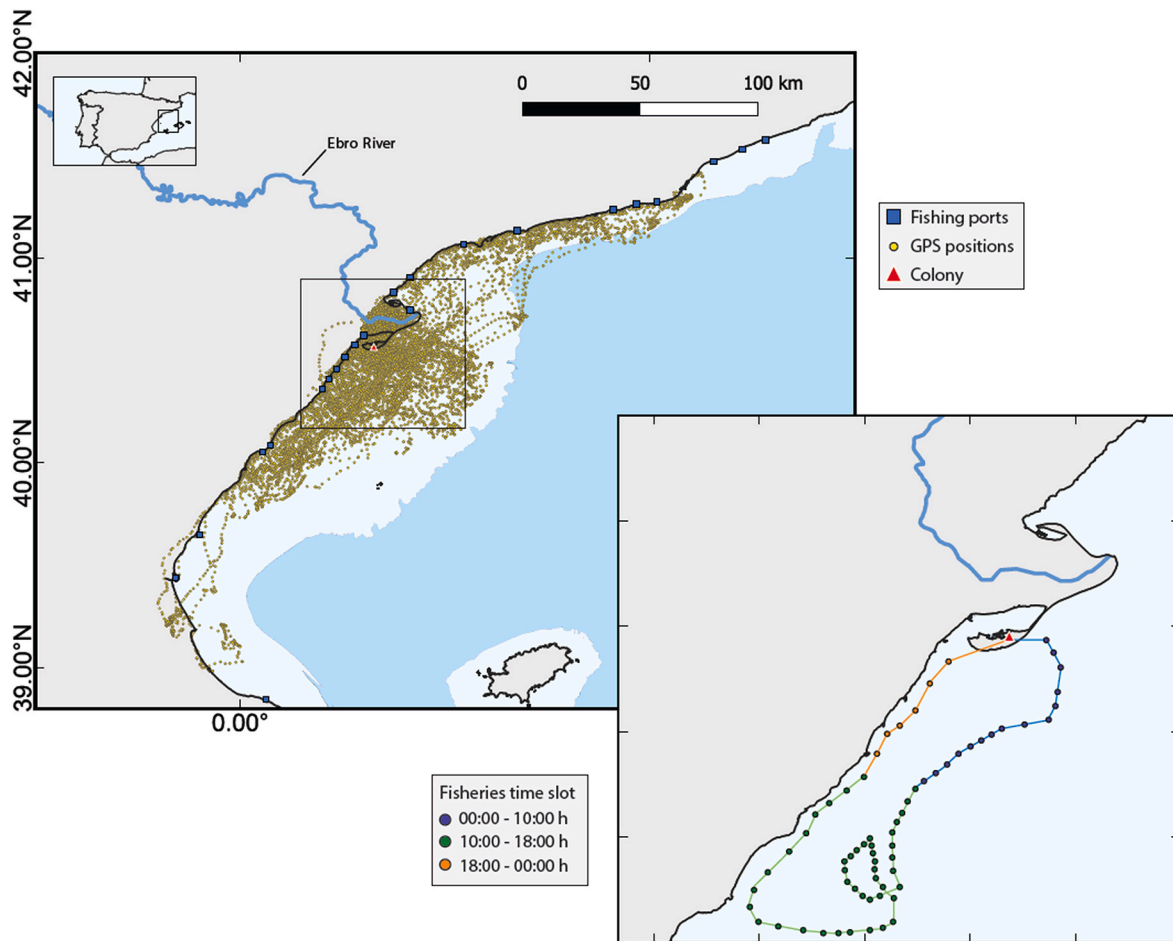 42.00°N
41.00°N
40.00°N
39.00°N
0.00°
0 50 100 km
Ebro River
Fishing ports
GPS positions
Colony
Fisheries time slot
00:00 - 10:00 h
10:00 - 18:00 h
18:00 - 00:00 h